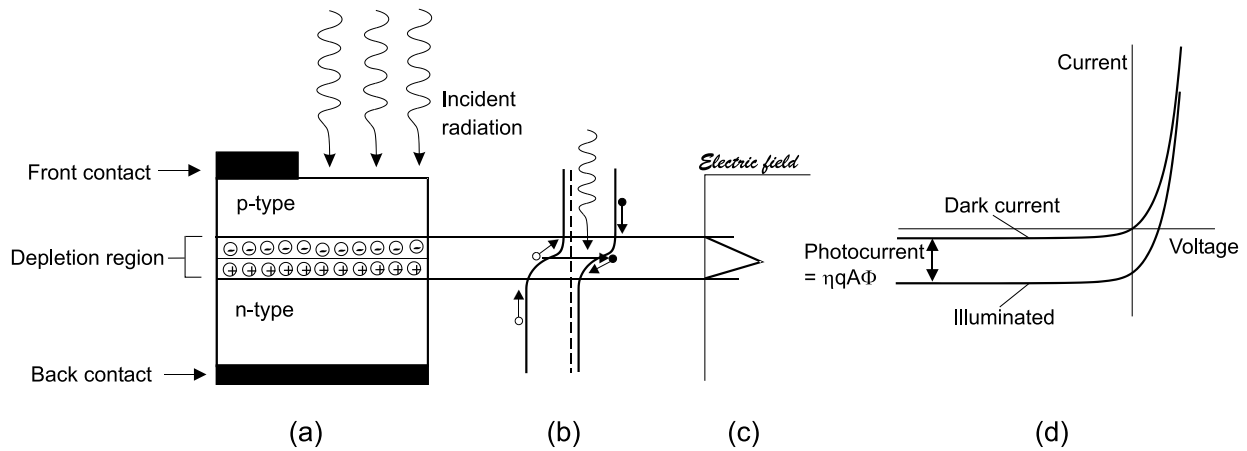 Incident
radiation
Front contact
p-type
Depletion region
n-type
Back contact
Electric field
Current
Dark current
Voltage
Photocurrent
= ηqAΦ
Illuminated
(a)
(b)
(c)
(d)